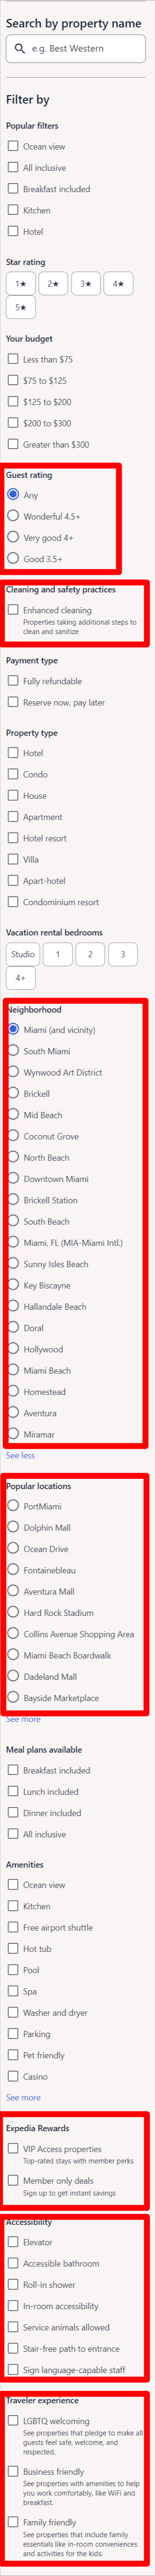 Search by property name
e.g. Best Western
Filter by
Popular filters
Ocean view
All inclusive
Breakfast included
Kitchen
Hotel
Star rating
1★ 2★ 3★ 4★
5★
Your budget
Less than $75
$75 to $125
$125 to $200
$200 to $300
Greater than $300
Guest rating
Any
Wonderful 4.5+
Very good 4+
Good 3.5+
Cleaning and safety practices
Enhanced cleaning
Properties taking additional steps to
clean and sanitize
Payment type
Fully refundable
Reserve now, pay later
Property type
Hotel
Condo
House
Apartment
Hotel resort
Villa
Apart-hotel
Condominium resort
Vacation rental bedrooms
Studio 1 2 3
4+
Neighborhood
Miami (and vicinity)
South Miami
Wynwood Art District
Brickell
Mid Beach
Coconut Grove
North Beach
Downtown Miami
Brickell Station
South Beach
Miami, FL (MIA-Miami Intl.)
Sunny Isles Beach
Key Biscayne
Hallandale Beach
Doral
Hollywood
Miami Beach
Homestead
Aventura
Miramar
See less
Popular locations
PortMiami
Dolphin Mall
Ocean Drive
Fontainebleau
Aventura Mall
Hard Rock Stadium
Collins Avenue Shopping Area
Miami Beach Boardwalk
Dadeland Mall
Bayside Marketplace
See more
Meal plans available
Breakfast included
Lunch included
Dinner included
All inclusive
Amenities
Ocean view
Kitchen
Free airport shuttle
Hot tub
Pool
Spa
Washer and dryer
Parking
Pet friendly
Casino
See more
Expedia Rewards
VIP Access properties
Top-rated stays with member perks
Member only deals
Sign up to get instant savings
Accessibility
Elevator
Accessible bathroom
Roll-in shower
In-room accessibility
Service animals allowed
Stair-free path to entrance
Sign language-capable staff
Traveler experience
LGBTQ welcoming
See properties that pledge to make all
guests feel safe, welcome, and
respected.
Business friendly
See properties with amenities to help
you work comfortably, like WiFi and
breakfast.
Family friendly
See properties that include family
essentials like in-room conveniences
and activities for the kids.